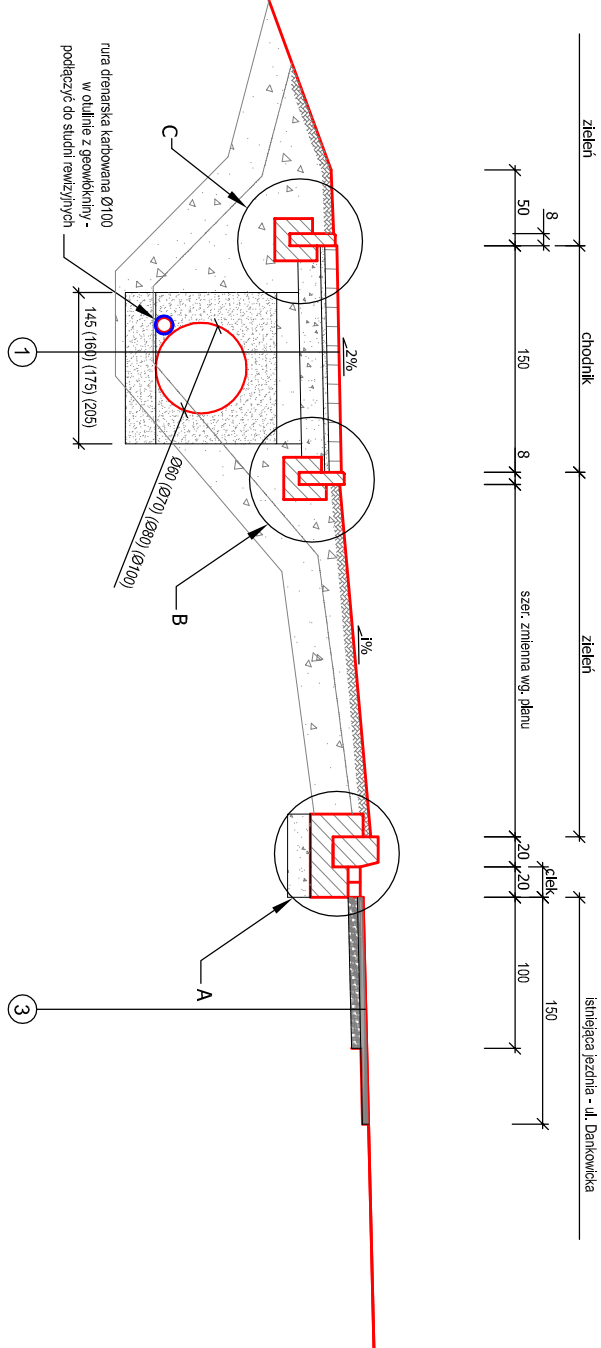 zieleń
chodnik
zieleń
istniejąca jezdnia - ul. Dankowicka
8
ciek
150
50
150
8
szer. zmienna wg. planu
20
20
100
2%
i%
C
B
A
rura drenarska karbowana Ø100
w otulinie z geowłókniny -
podłączyć do studni rewizyjnych
145 (160) (175) (205)
Ø60 (Ø70) (Ø80) (Ø100)
1
3